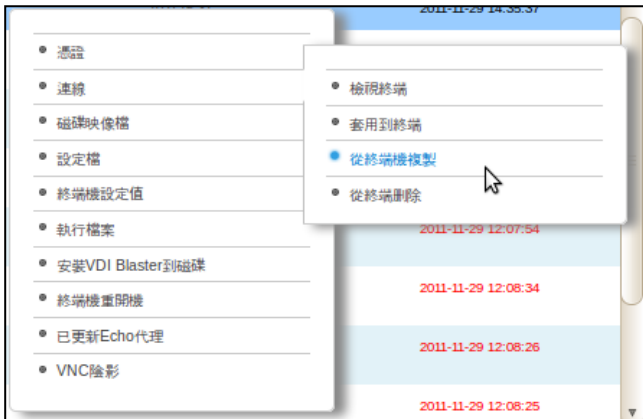 2011-11-29 14:35:37
憑證
連線
磁碟映像檔
設定檔
終端機設定值
執行檔案
安裝VDI Blaster到磁碟
終端機重開機
已更新Echo代理
VNC陰影
檢視終端
套用到終端
從終端機複製
從終端刪除
2011-11-29 12:07:54
2011-11-29 12:08:34
2011-11-29 12:08:26
2011-11-29 12:08:25